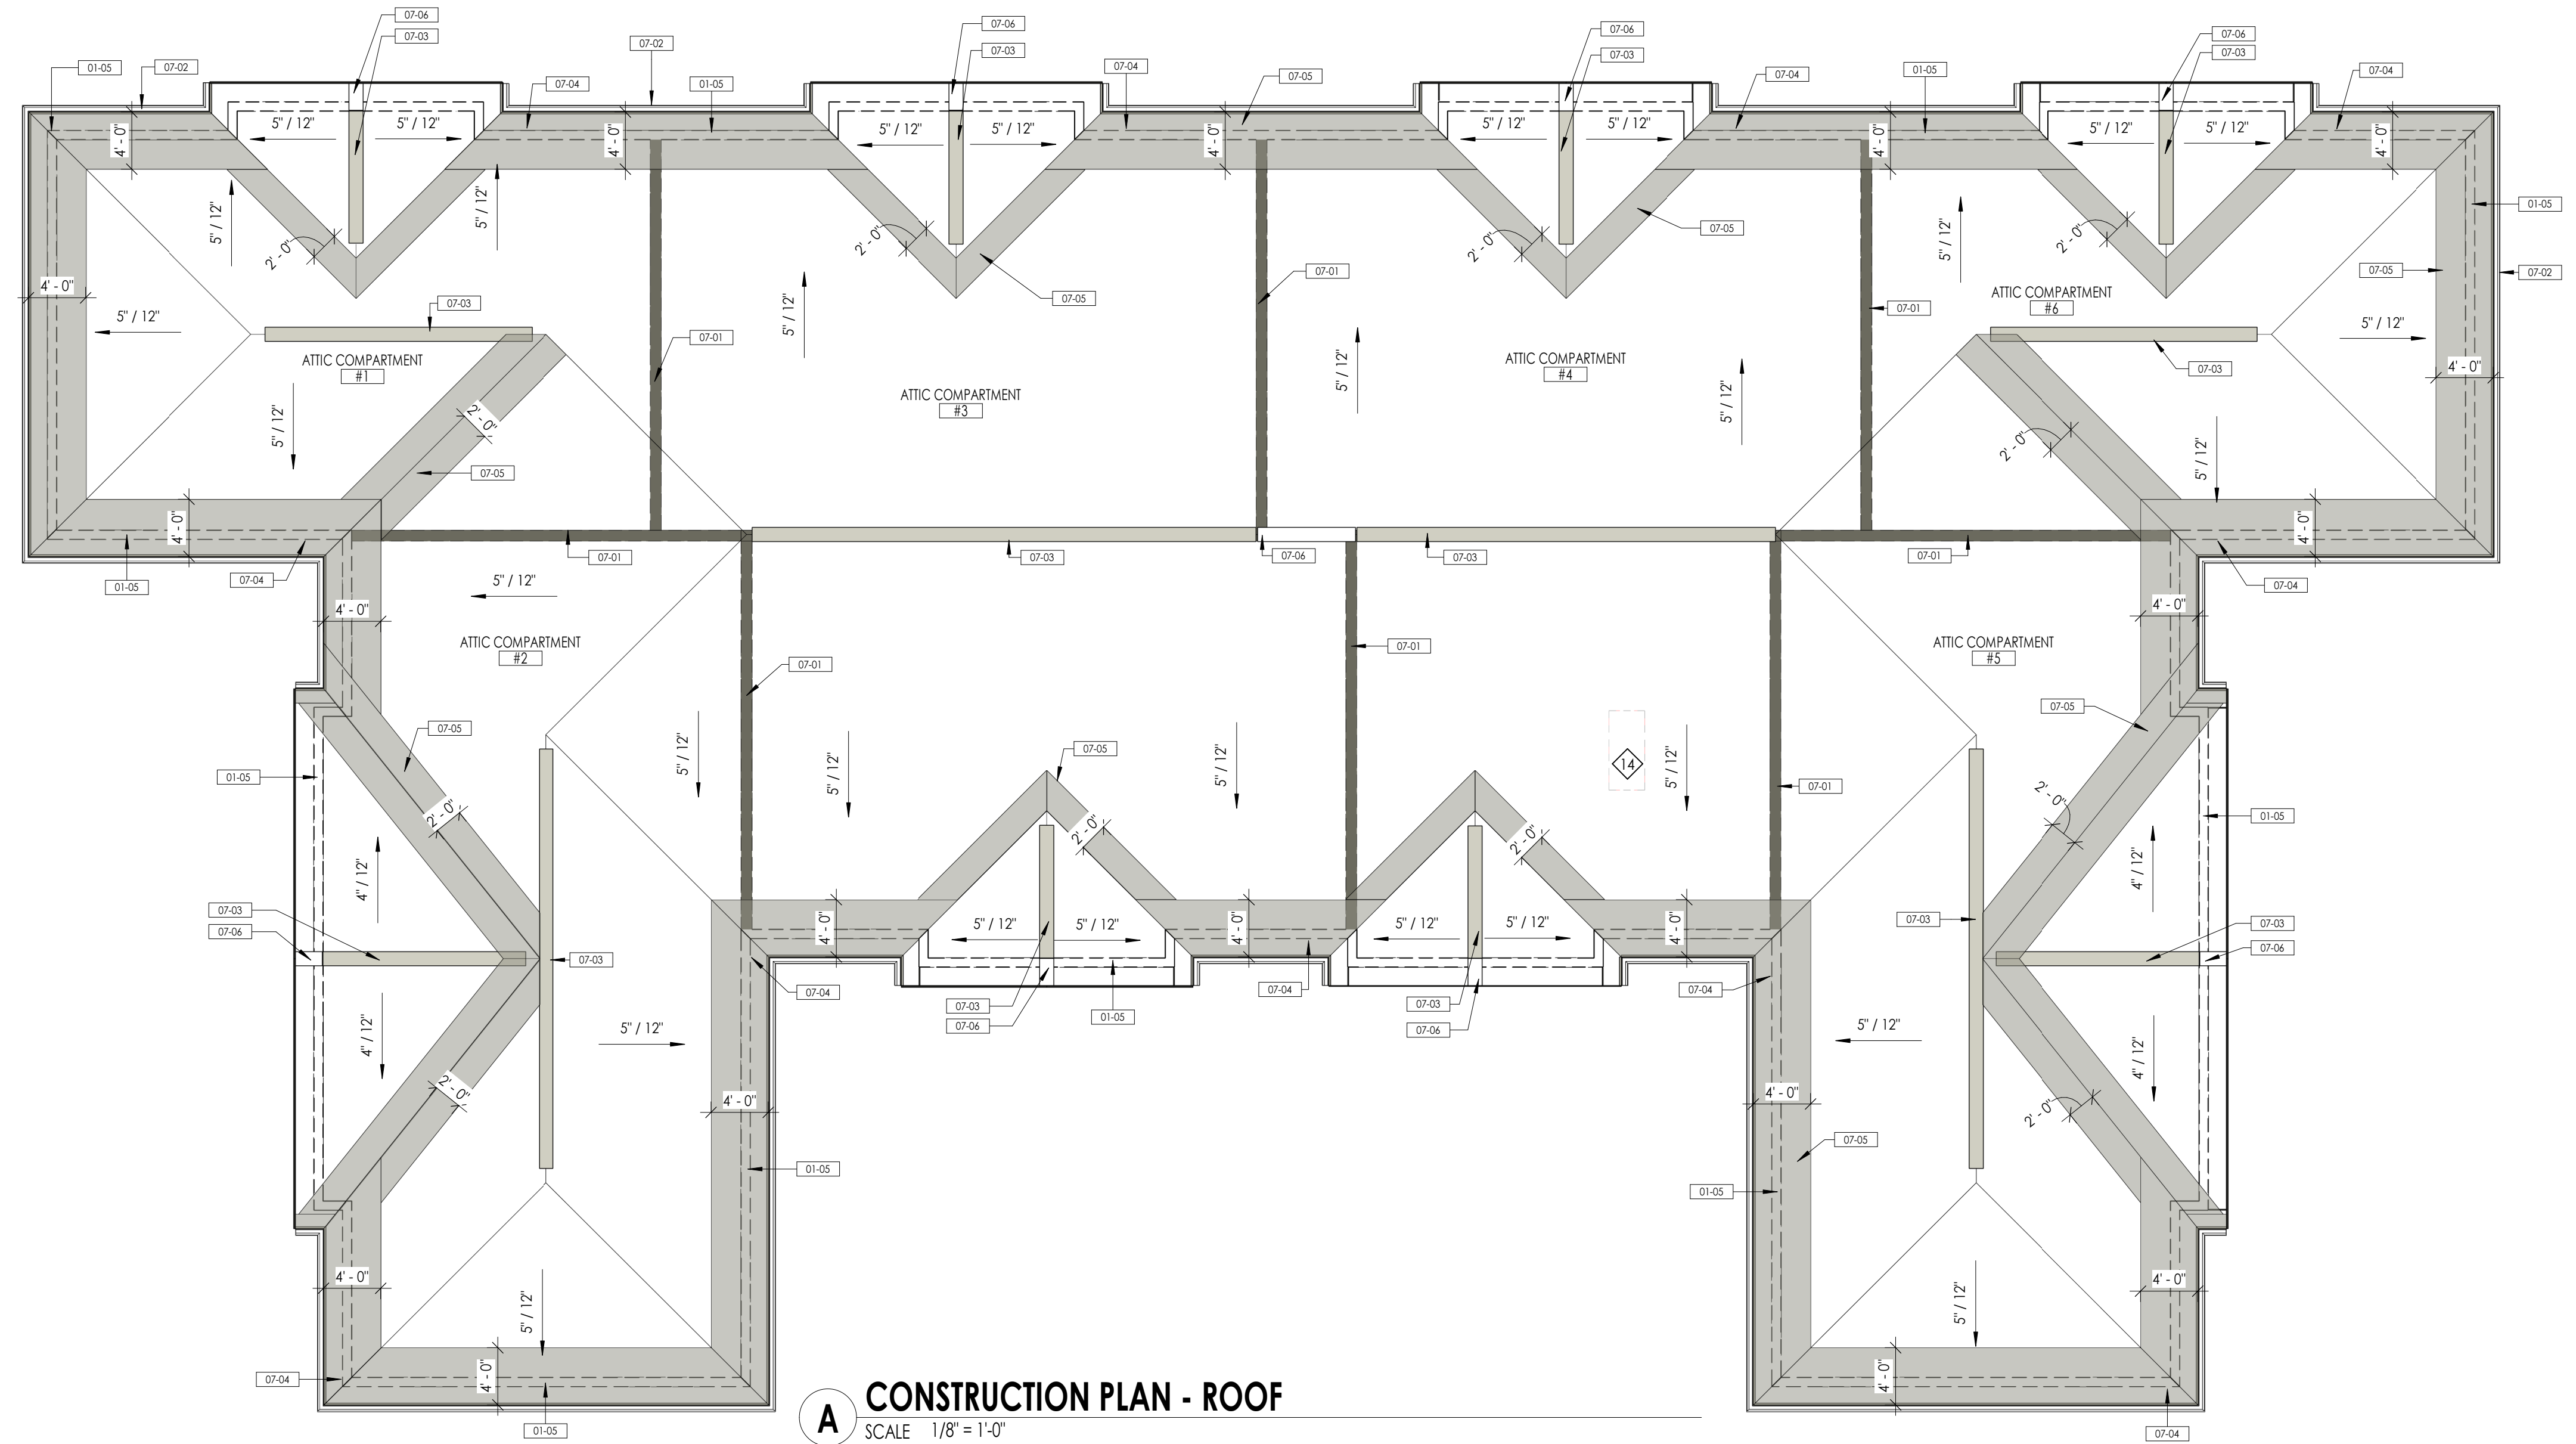 07-06
07-03
07-02
01-05
07-02
07-04
01-05
07-06
07-03
07-04
07-05
07-06
07-03
07-04
01-05
07-06
07-03
07-04
4' - 0"
5" / 12"
5" / 12"
4' - 0"
5" / 12"
5" / 12"
4' - 0"
5" / 12"
5" / 12"
4' - 0"
5" / 12"
5" / 12"
4' - 0"
5" / 12"
2' - 0"
5" / 12"
2' - 0"
07-05
2' - 0"
07-05
5" / 12"
2' - 0"
01-05
07-05
07-02
4' - 0"
5" / 12"
07-03
ATTIC COMPARTMENT
#1
5" / 12"
2' - 0"
07-05
07-01
5" / 12"
ATTIC COMPARTMENT
#3
07-01
5" / 12"
ATTIC COMPARTMENT
#4
5" / 12"
07-01
ATTIC COMPARTMENT
#6
07-03
5" / 12"
4' - 0"
2' - 0"
5" / 12"
4' - 0"
01-05
07-04
07-01
07-03
07-06
07-03
07-01
4' - 0"
07-04
4' - 0"
5" / 12"
4' - 0"
ATTIC COMPARTMENT
#2
07-01
07-01
ATTIC COMPARTMENT
#5
07-05
01-05
2' - 0"
5" / 12"
5" / 12"
07-05
5" / 12"
14
5" / 12"
07-01
07-05
2' - 0"
01-05
4" / 12"
2' - 0"
2' - 0"
4" / 12"
07-03
07-06
07-03
4' - 0"
5" / 12"
5" / 12"
4' - 0"
5" / 12"
5" / 12"
4' - 0"
07-03
07-03
07-06
07-04
07-03
07-06
01-05
07-04
07-03
07-06
07-04
4" / 12"
5" / 12"
2' - 0"
4' - 0"
01-05
5" / 12"
4' - 0"
07-05
01-05
2' - 0"
4" / 12"
4' - 0"
5" / 12"
07-04
4' - 0"
01-05
5" / 12"
4' - 0"
4' - 0"
07-04
A
CONSTRUCTION PLAN - ROOF
SCALE 1/8" = 1'-0"